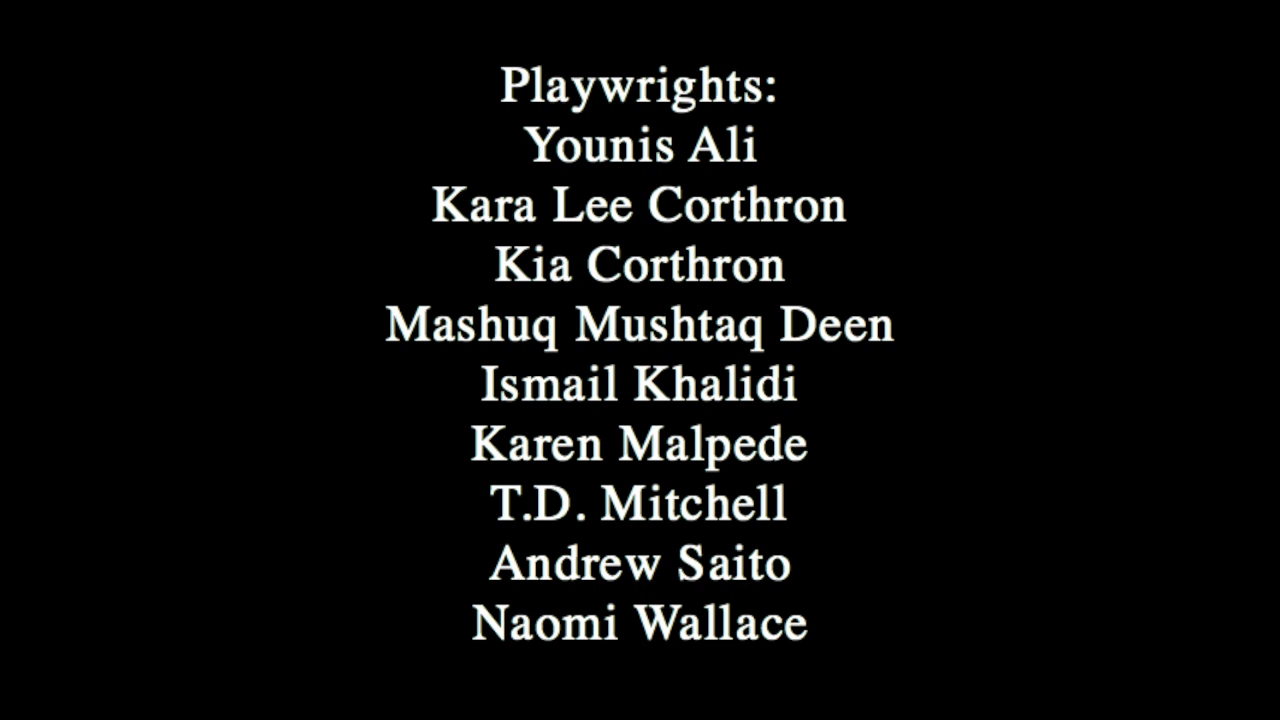 Playwrights:
Younis Ali
Kara Lee Corthron
Kia Corthron
Mashuq Mushtaq Deen
Ismail Khalidi
Karen Malpede
T.D. Mitchell
Andrew Saito
Naomi Wallace